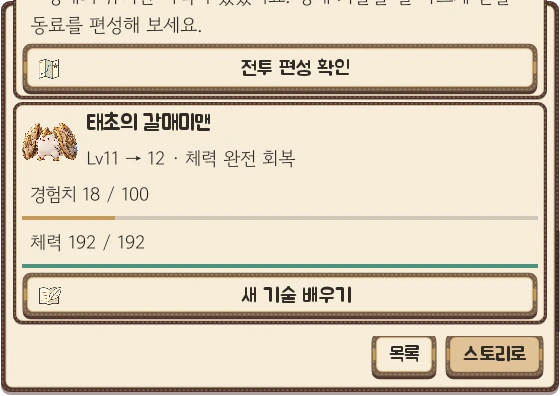 동료를 편성해 보세요.
전투 편성 확인
태초의 갈매미맨
Lv11 → 12 · 체력 완전 회복
경험치 18 / 100
체력 192 / 192
새 기술 배우기
목록
스토리로